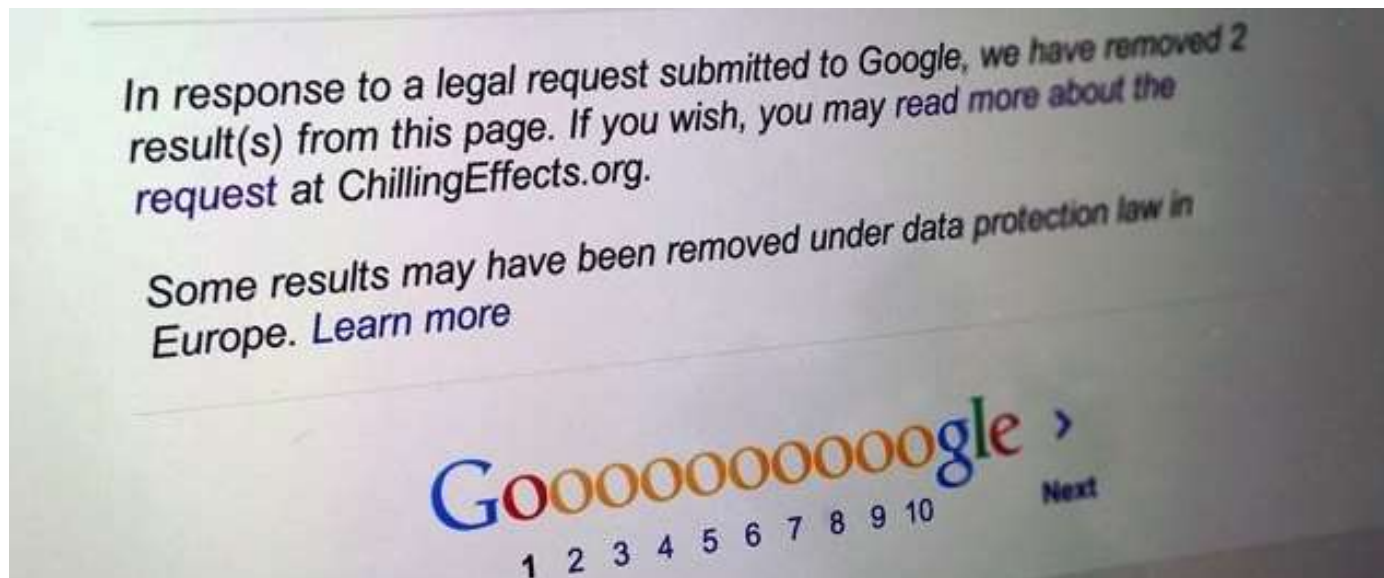 In response to a legal request submitted to Google, we have removed 2
result(s) from this page. If you wish, you may read more about the
request at ChillingEffects.org.
Some results may have been removed under data protection law in
Europe. Learn more
Goooooooooogle >
1 2 3 4 5 6 7 8 9 10 Next